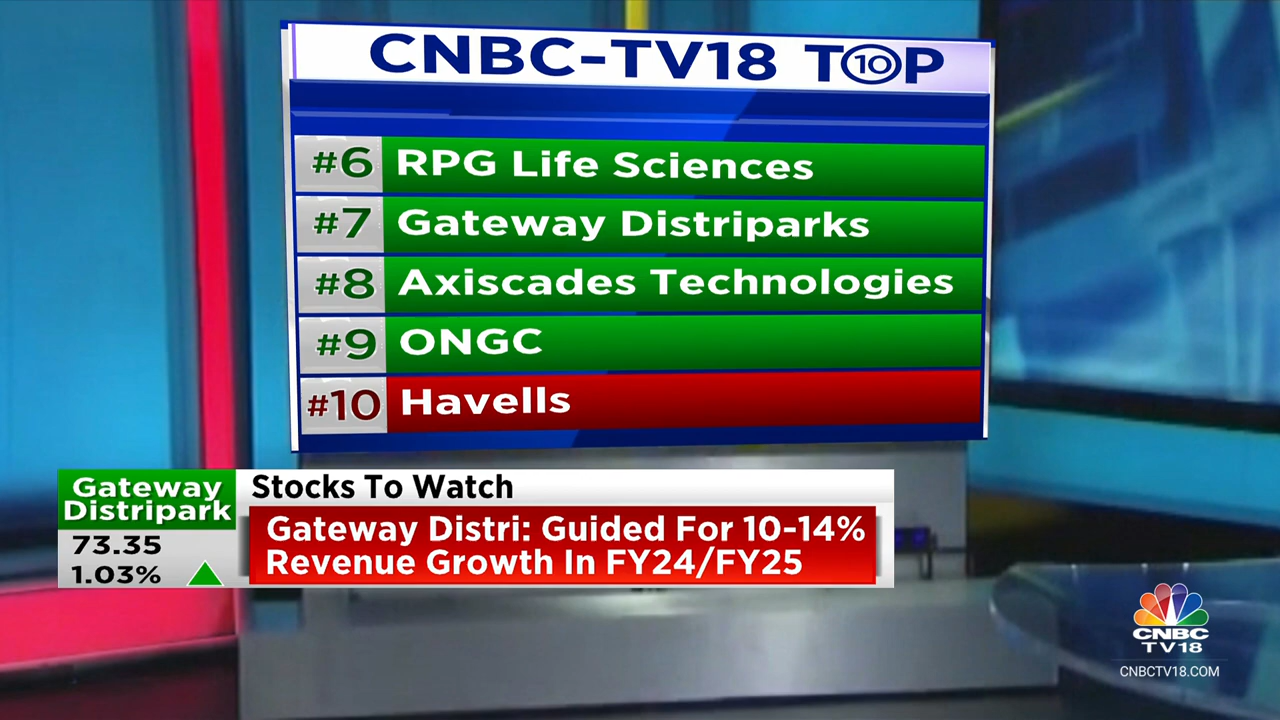 CNBC-TV18 TOP 10
#6 RPG Life Sciences
#7 Gateway Distriparks
#8 Axiscades Technologies
#9 ONGC
#10 Havells
Gateway
Distripark
73.35
1.03%
Stocks To Watch
Gateway Distri: Guided For 10-14%
Revenue Growth In FY24/FY25
CNBC
TV18
CNBCTV18.COM